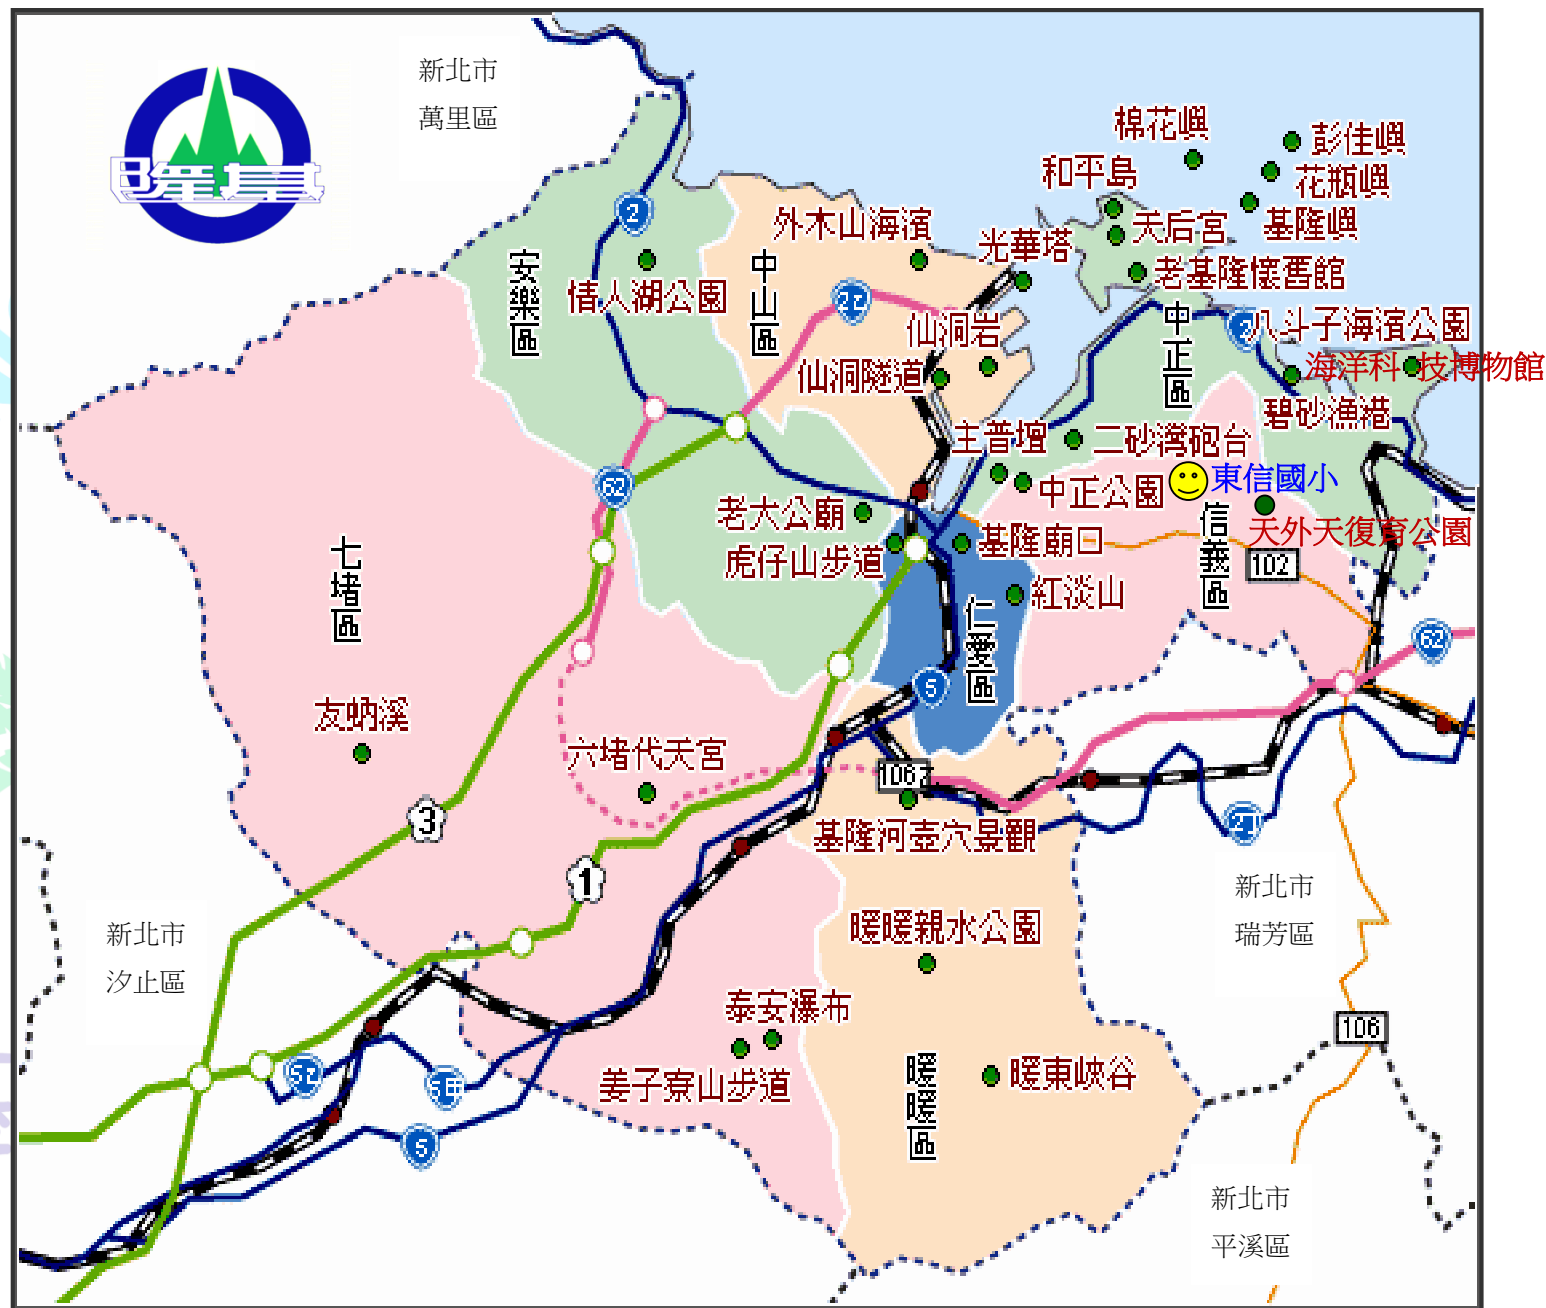 新北市
萬里區
基隆
棉花嶼
彭佳嶼
和平島
花瓶嶼
基隆嶼
外木山海濱
光華塔
天后宮
老基隆懷舊館
安樂區
中山區
中正區
2
情人湖公園
2
仙洞岩
2
八斗子海濱公園
仙洞隧道
海洋科 技博物館
碧砂漁港
主普壇
二砂灣砲台
62
中正公園
東信國小
老大公廟
信義區
天外天復育公園
虎仔山步道
基隆廟口
102
七堵區
紅淡山
仁愛區
62
5
友蚋溪
六堵代天宮
106
3
基隆河壺穴景觀
1
新北市
瑞芳區
新北市
汐止區
暖暖親水公園
泰安瀑布
106
姜子寮山步道
暖暖區
暖東峽谷
5甲
5
新北市
平溪區